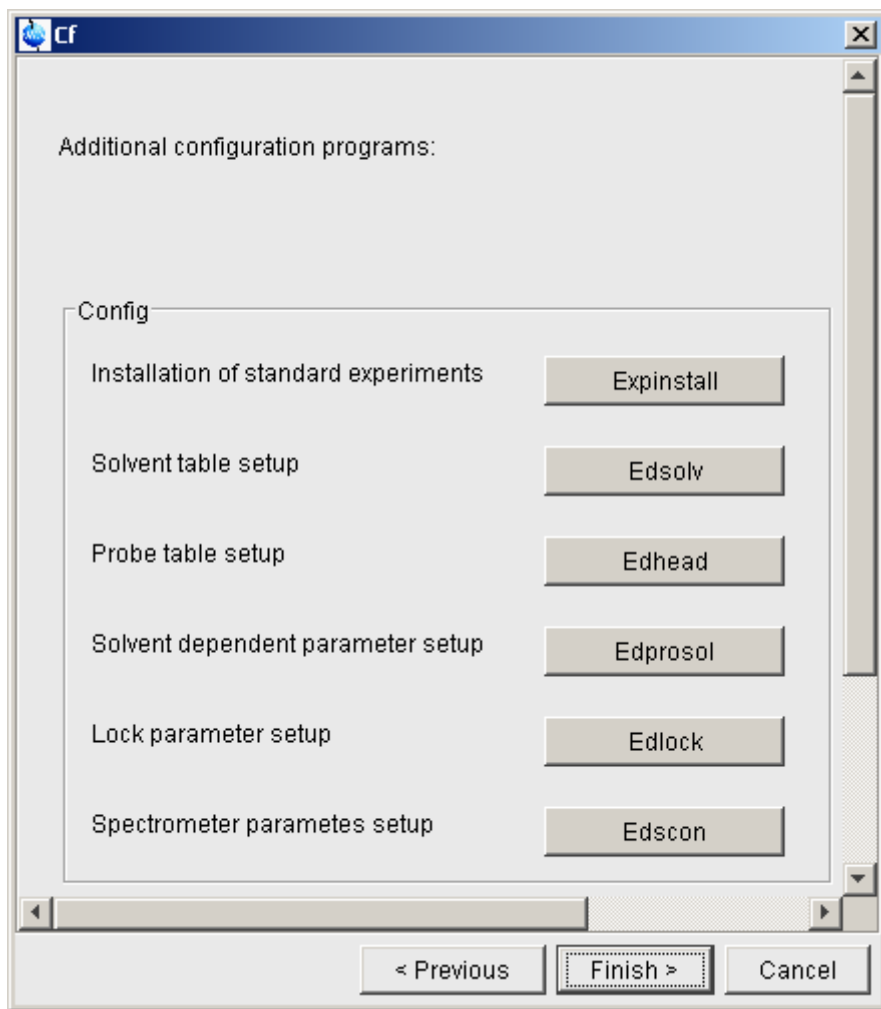 Cf
Additional configuration programs:
Config
Installation of standard experiments Expinstall
Solvent table setup Edsolv
Probe table setup Edhead
Solvent dependent parameter setup Edprosol
Lock parameter setup Edlock
Spectrometer parametes setup Edscon
< Previous Finish > Cancel